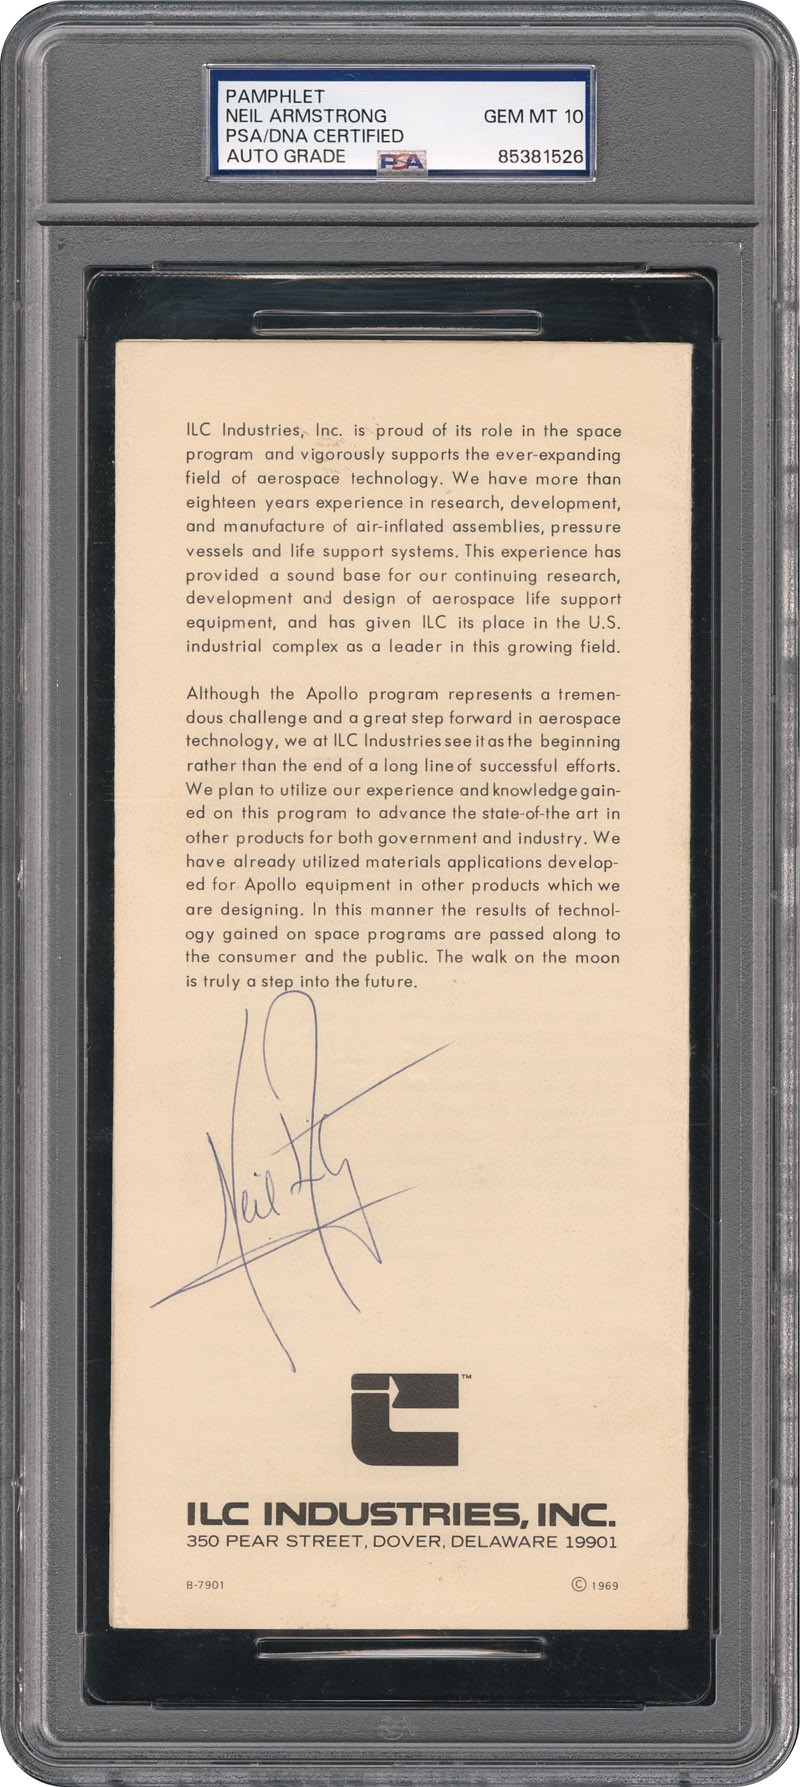 PAMPHLET
NEIL ARMSTRONG GEM MT 10
PSA/DNA CERTIFIED
AUTO GRADE PSA 85381526
ILC Industries, Inc. is proud of its role in the space
program and vigorously supports the ever-expanding
field of aerospace technology. We have more than
eighteen years experience in research, development,
and manufacture of air-inflated assemblies, pressure
vessels and life support systems. This experience has
provided a sound base for our continuing research,
development and design of aerospace life support
equipment, and has given ILC its place in the U.S.
industrial complex as a leader in this growing field.
Although the Apollo program represents a tremen-
dous challenge and a great step forward in aerospace
technology, we at ILC Industries see it as the beginning
rather than the end of a long line of successful efforts.
We plan to utilize our experience and knowledge gain-
ed on this program to advance the state-of-the art in
other products for both government and industry. We
have already utilized materials applications develop-
ed for Apollo equipment in other products which we
are designing. In this manner the results of technol-
ogy gained on space programs are passed along to
the consumer and the public. The walk on the moon
is truly a step into the future.
Neil
™
ILC INDUSTRIES, INC.
350 PEAR STREET, DOVER, DELAWARE 19901
B-7901 © 1969